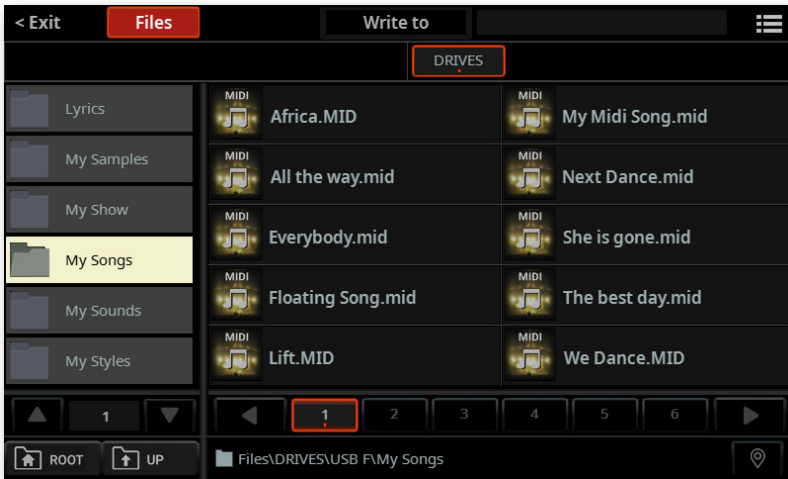 < Exit Files Write to
DRIVES
Lyrics
My Samples
My Show
My Songs
My Sounds
My Styles
MIDI Africa.MID
MIDI My Midi Song.mid
MIDI All the way.mid
MIDI Next Dance.mid
MIDI Everybody.mid
MIDI She is gone.mid
MIDI Floating Song.mid
MIDI The best day.mid
MIDI Lift.MID
MIDI We Dance.MID
1
1 2 3 4 5 6
ROOT UP
Files\DRIVES\USB F\My Songs